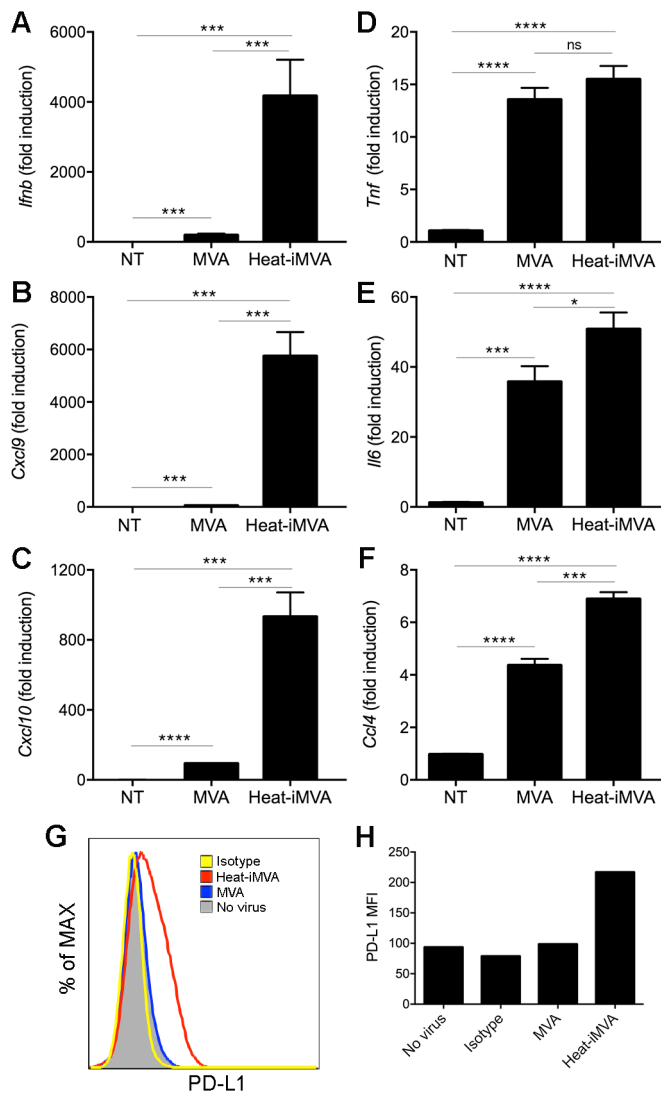 A
Ifnb (fold induction)
6000
4000
2000
0
***
***
***
NT MVA Heat-iMVA
B
Cxcl9 (fold induction)
8000
6000
4000
2000
0
***
***
***
NT MVA Heat-iMVA
C
Cxcl10 (fold induction)
1200
800
400
0
***
***
****
NT MVA Heat-iMVA
D
Tnf (fold induction)
20
15
10
5
0
****
ns
****
NT MVA Heat-iMVA
E
Il6 (fold induction)
60
40
20
0
****
*
***
NT MVA Heat-iMVA
F
Ccl4 (fold induction)
8
6
4
2
0
****
***
****
NT MVA Heat-iMVA
G
% of MAX
Isotype
Heat-iMVA
MVA
No virus
PD-L1
H
PD-L1 MFI
250
200
150
100
50
0
No virus
Isotype
MVA
Heat-iMVA